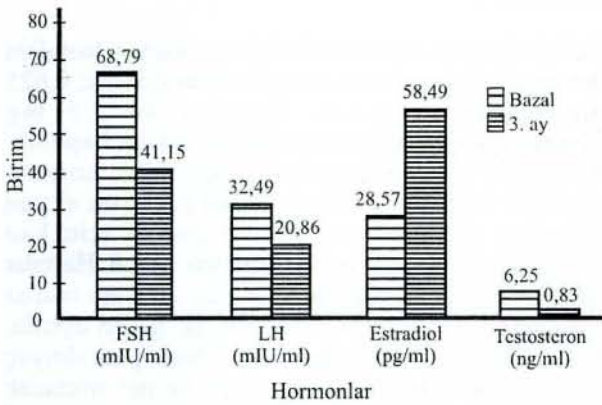 80
70
60
50
40
30
20
10
0
Birim
68,79
41,15
32,49
20,86
28,57
58,49
6,25
0,83
Bazal
3. ay
FSH
(mIU/ml)
LH
(mIU/ml)
Estradiol
(pg/ml)
Testosteron
(ng/ml)
Hormonlar